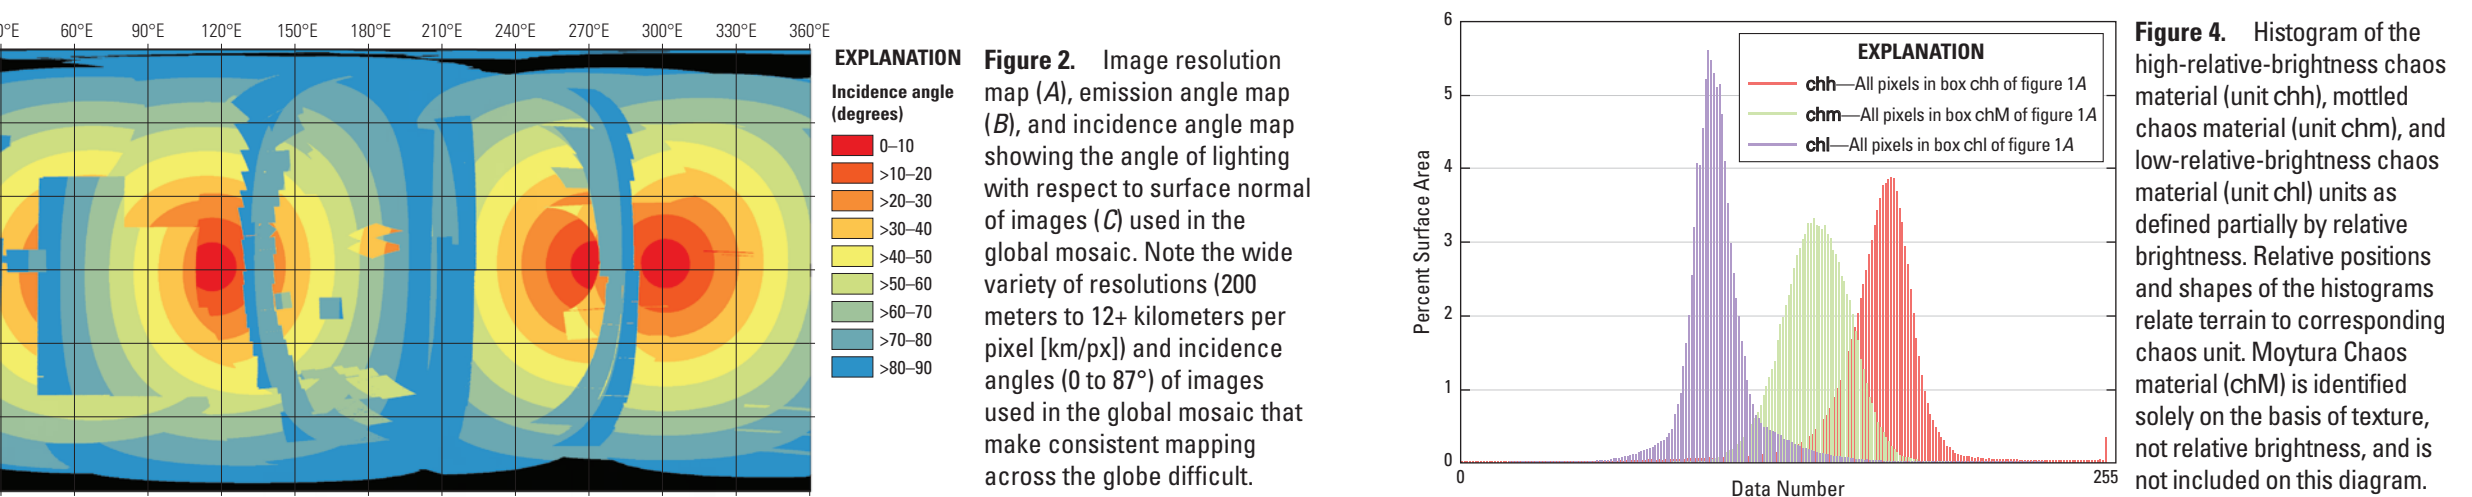 60°E 90°E 120°E 150°E 180°E 210°E 240°E 270°E 300°E 330°E 360°E
EXPLANATION
Incidence angle
(degrees)
0–10
>10–20
>20–30
>30–40
>40–50
>50–60
>60–70
>70–80
>80–90
Figure 2. Image resolution
map (A), emission angle map
(B), and incidence angle map
showing the angle of lighting
with respect to surface normal
of images (C) used in the
global mosaic. Note the wide
variety of resolutions (200
meters to 12+ kilometers per
pixel [km/px]) and incidence
angles (0 to 87°) of images
used in the global mosaic that
make consistent mapping
across the globe difficult.
Percent Surface Area
6
5
4
3
2
1
0
EXPLANATION
chh—All pixels in box chh of figure 1A
chm—All pixels in box chM of figure 1A
chl—All pixels in box chl of figure 1A
0
255
Data Number
Figure 4. Histogram of the
high-relative-brightness chaos
material (unit chh), mottled
chaos material (unit chm), and
low-relative-brightness chaos
material (unit chl) units as
defined partially by relative
brightness. Relative positions
and shapes of the histograms
relate terrain to corresponding
chaos unit. Moytura Chaos
material (chM) is identified
solely on the basis of texture,
not relative brightness, and is
not included on this diagram.